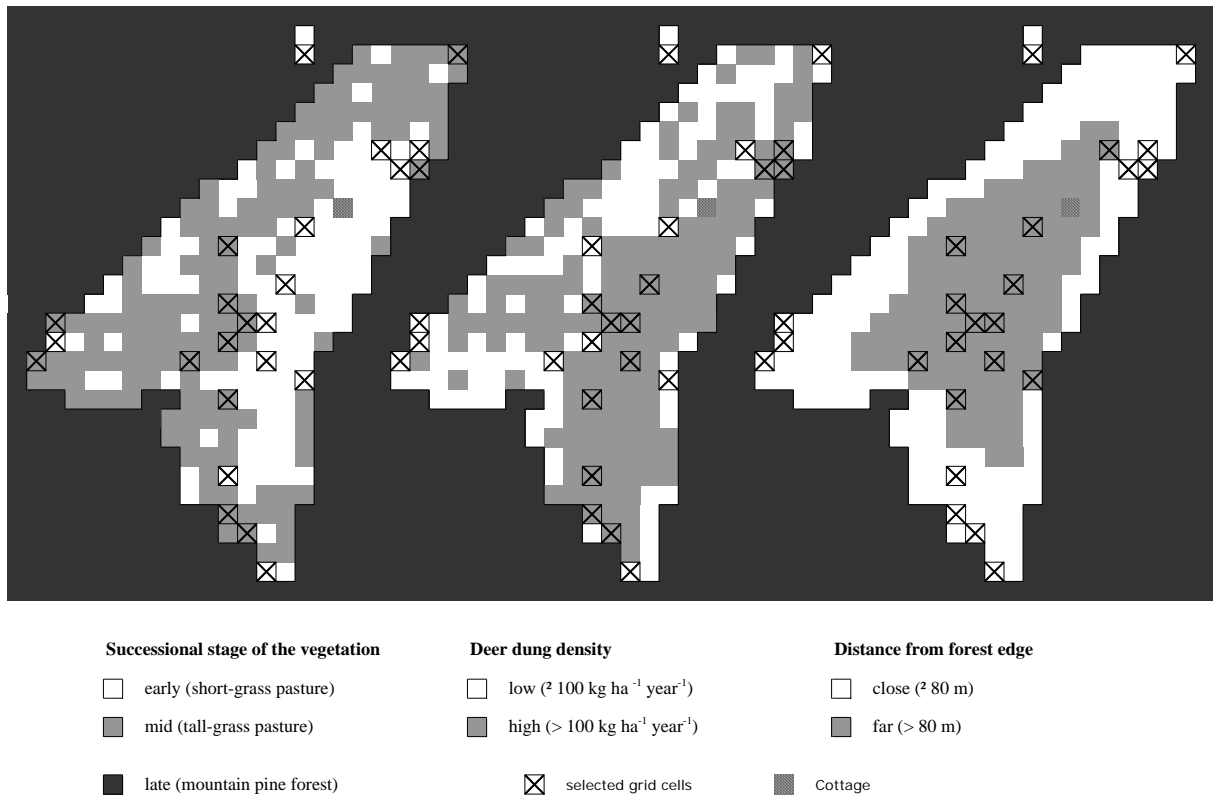 Successional stage of the vegetation
early (short-grass pasture)
mid (tall-grass pasture)
late (mountain pine forest)
Deer dung density
low (² 100 kg ha ⁻¹ year⁻¹)
high (> 100 kg ha⁻¹ year⁻¹)
selected grid cells
Distance from forest edge
close (² 80 m)
far (> 80 m)
Cottage